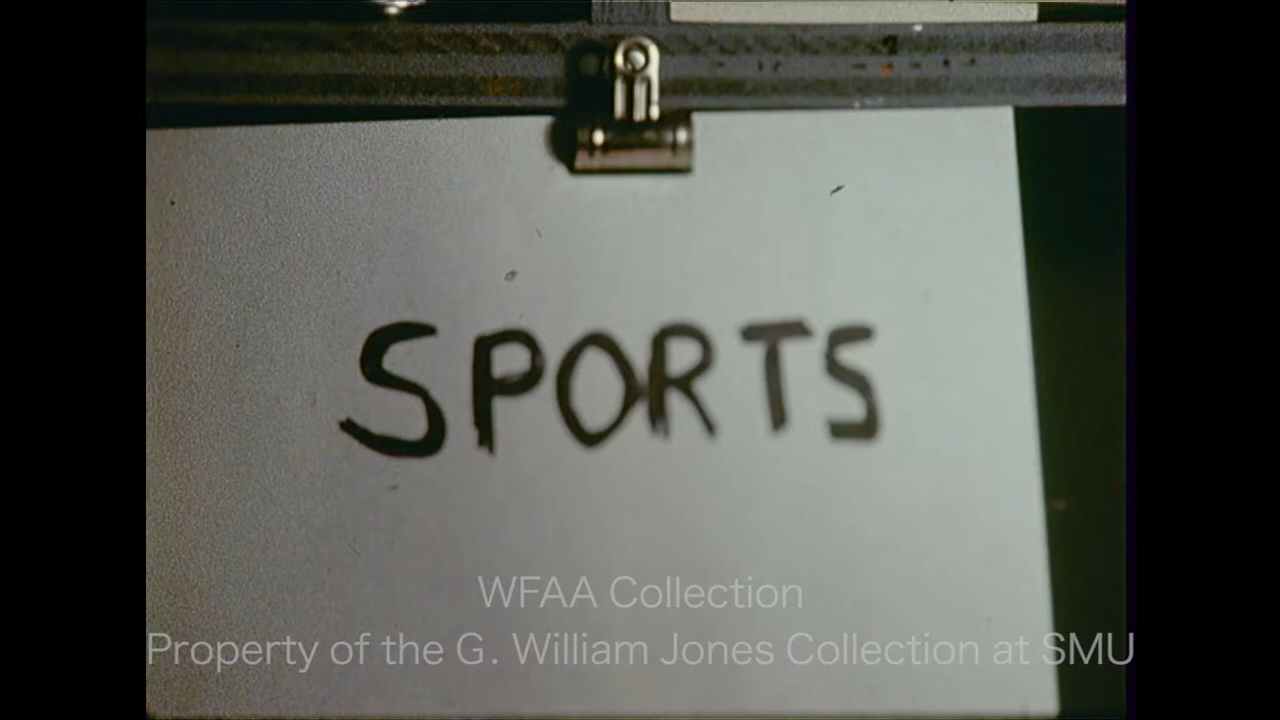 SPORTS
WFAA Collection
Property of the G. William Jones Collection at SMU